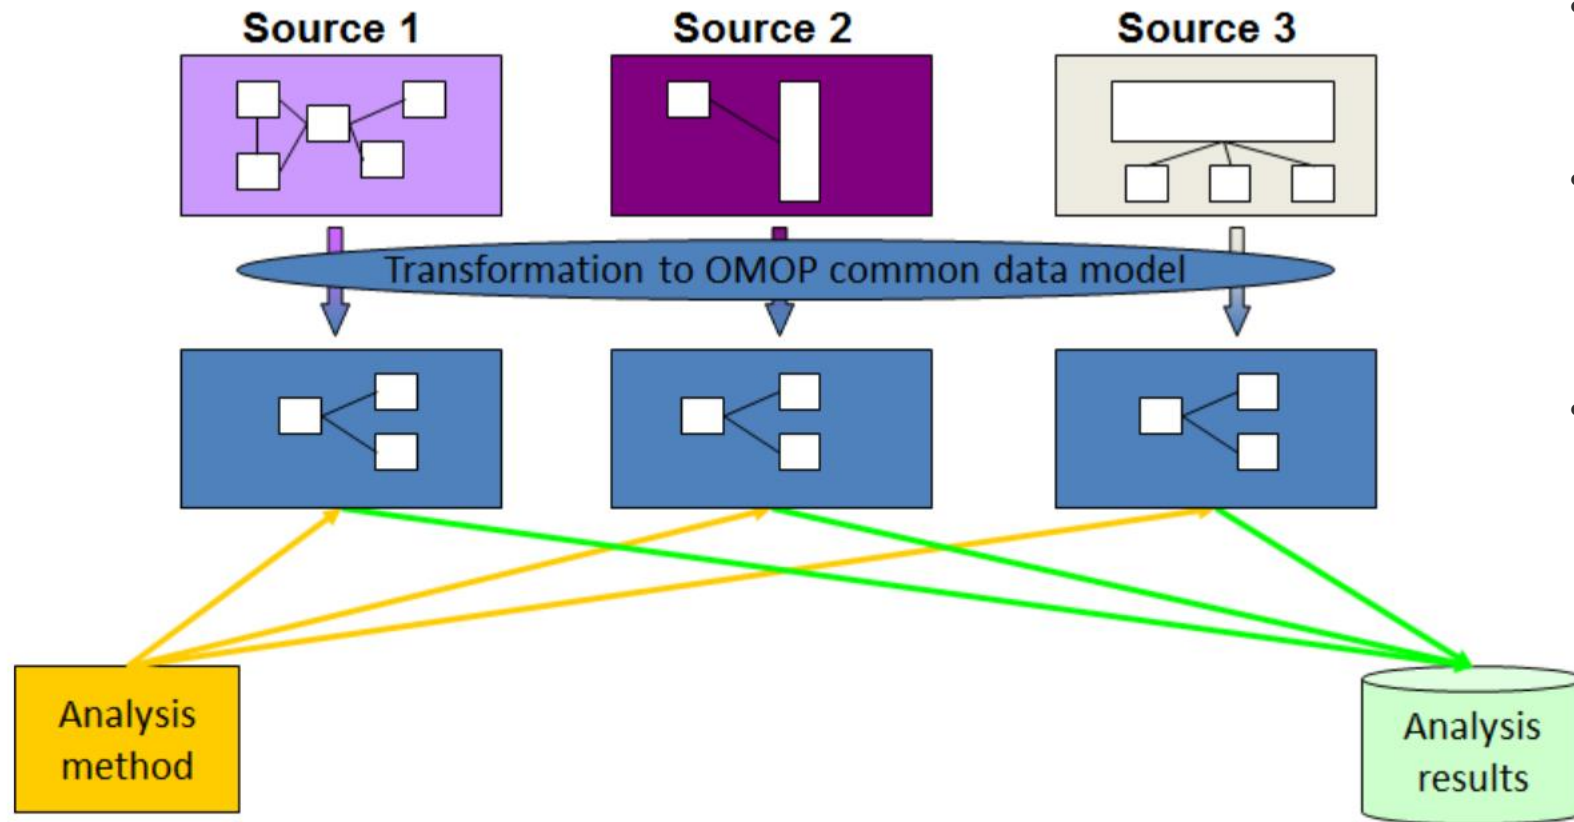 Source 1
Source 2
Source 3
Transformation to OMOP common data model
Analysis
method
Analysis
results